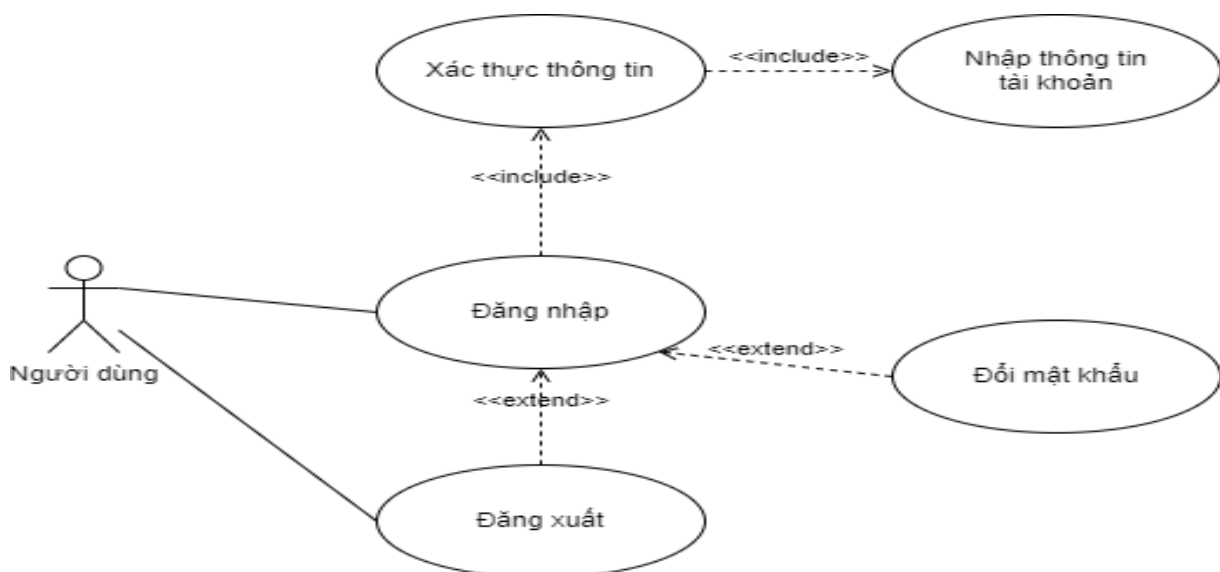 Xác thực thông tin
<<include>>
Nhập thông tin
tài khoản
<<include>>
Đăng nhập
Người dùng
<<extend>>
Đổi mật khẩu
<<extend>>
Đăng xuất